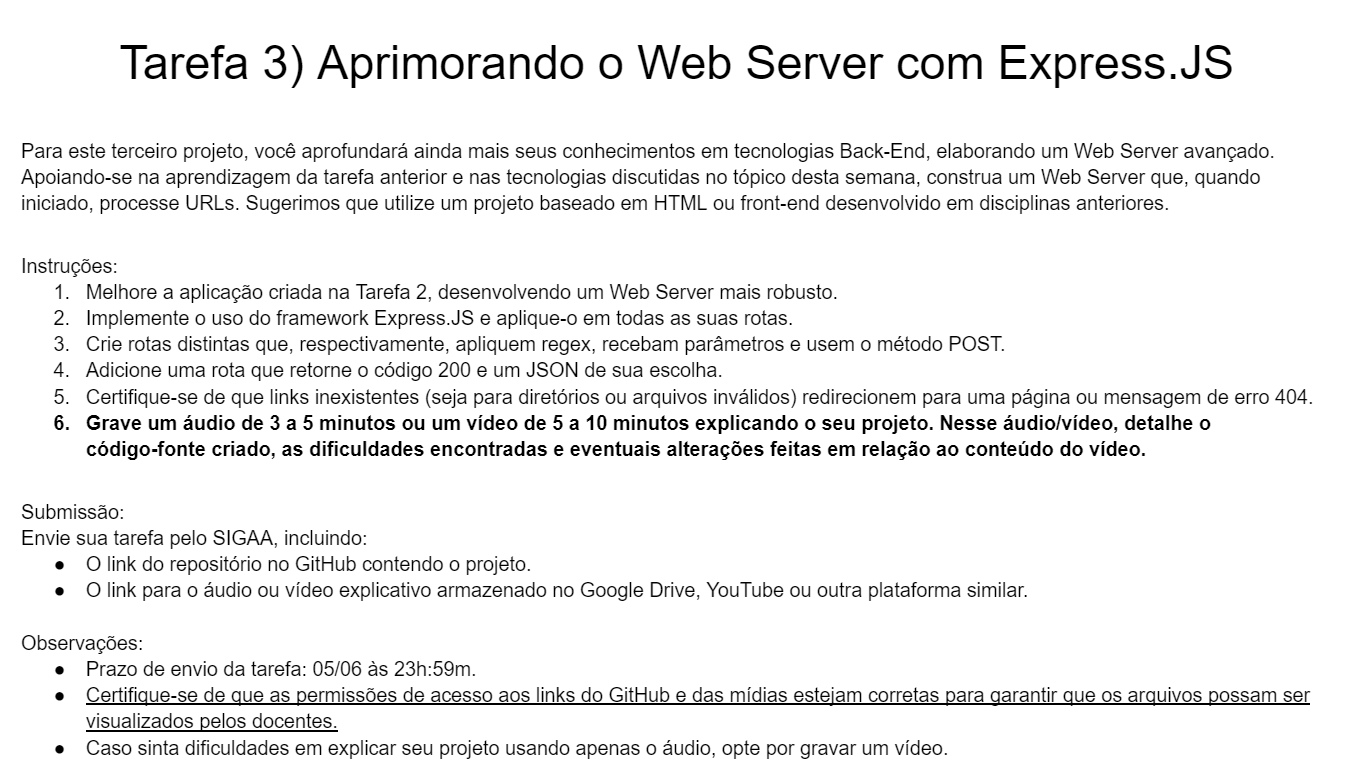 Tarefa 3) Aprimorando o Web Server com Express.JS
Para este terceiro projeto, você aprofundará ainda mais seus conhecimentos em tecnologias Back-End, elaborando um Web Server avançado.
Apoiando-se na aprendizagem da tarefa anterior e nas tecnologias discutidas no tópico desta semana, construa um Web Server que, quando
iniciado, processe URLs. Sugerimos que utilize um projeto baseado em HTML ou front-end desenvolvido em disciplinas anteriores.
Instruções:
1. Melhore a aplicação criada na Tarefa 2, desenvolvendo um Web Server mais robusto.
2. Implemente o uso do framework Express.JS e aplique-o em todas as suas rotas.
3. Crie rotas distintas que, respectivamente, apliquem regex, recebam parâmetros e usem o método POST.
4. Adicione uma rota que retorne o código 200 e um JSON de sua escolha.
5. Certifique-se de que links inexistentes (seja para diretórios ou arquivos inválidos) redirecionem para uma página ou mensagem de erro 404.
6. Grave um áudio de 3 a 5 minutos ou um vídeo de 5 a 10 minutos explicando o seu projeto. Nesse áudio/vídeo, detalhe o
código-fonte criado, as dificuldades encontradas e eventuais alterações feitas em relação ao conteúdo do vídeo.
Submissão:
Envie sua tarefa pelo SIGAA, incluindo:
● O link do repositório no GitHub contendo o projeto.
● O link para o áudio ou vídeo explicativo armazenado no Google Drive, YouTube ou outra plataforma similar.
Observações:
● Prazo de envio da tarefa: 05/06 às 23h:59m.
● Certifique-se de que as permissões de acesso aos links do GitHub e das mídias estejam corretas para garantir que os arquivos possam ser
visualizados pelos docentes.
● Caso sinta dificuldades em explicar seu projeto usando apenas o áudio, opte por gravar um vídeo.